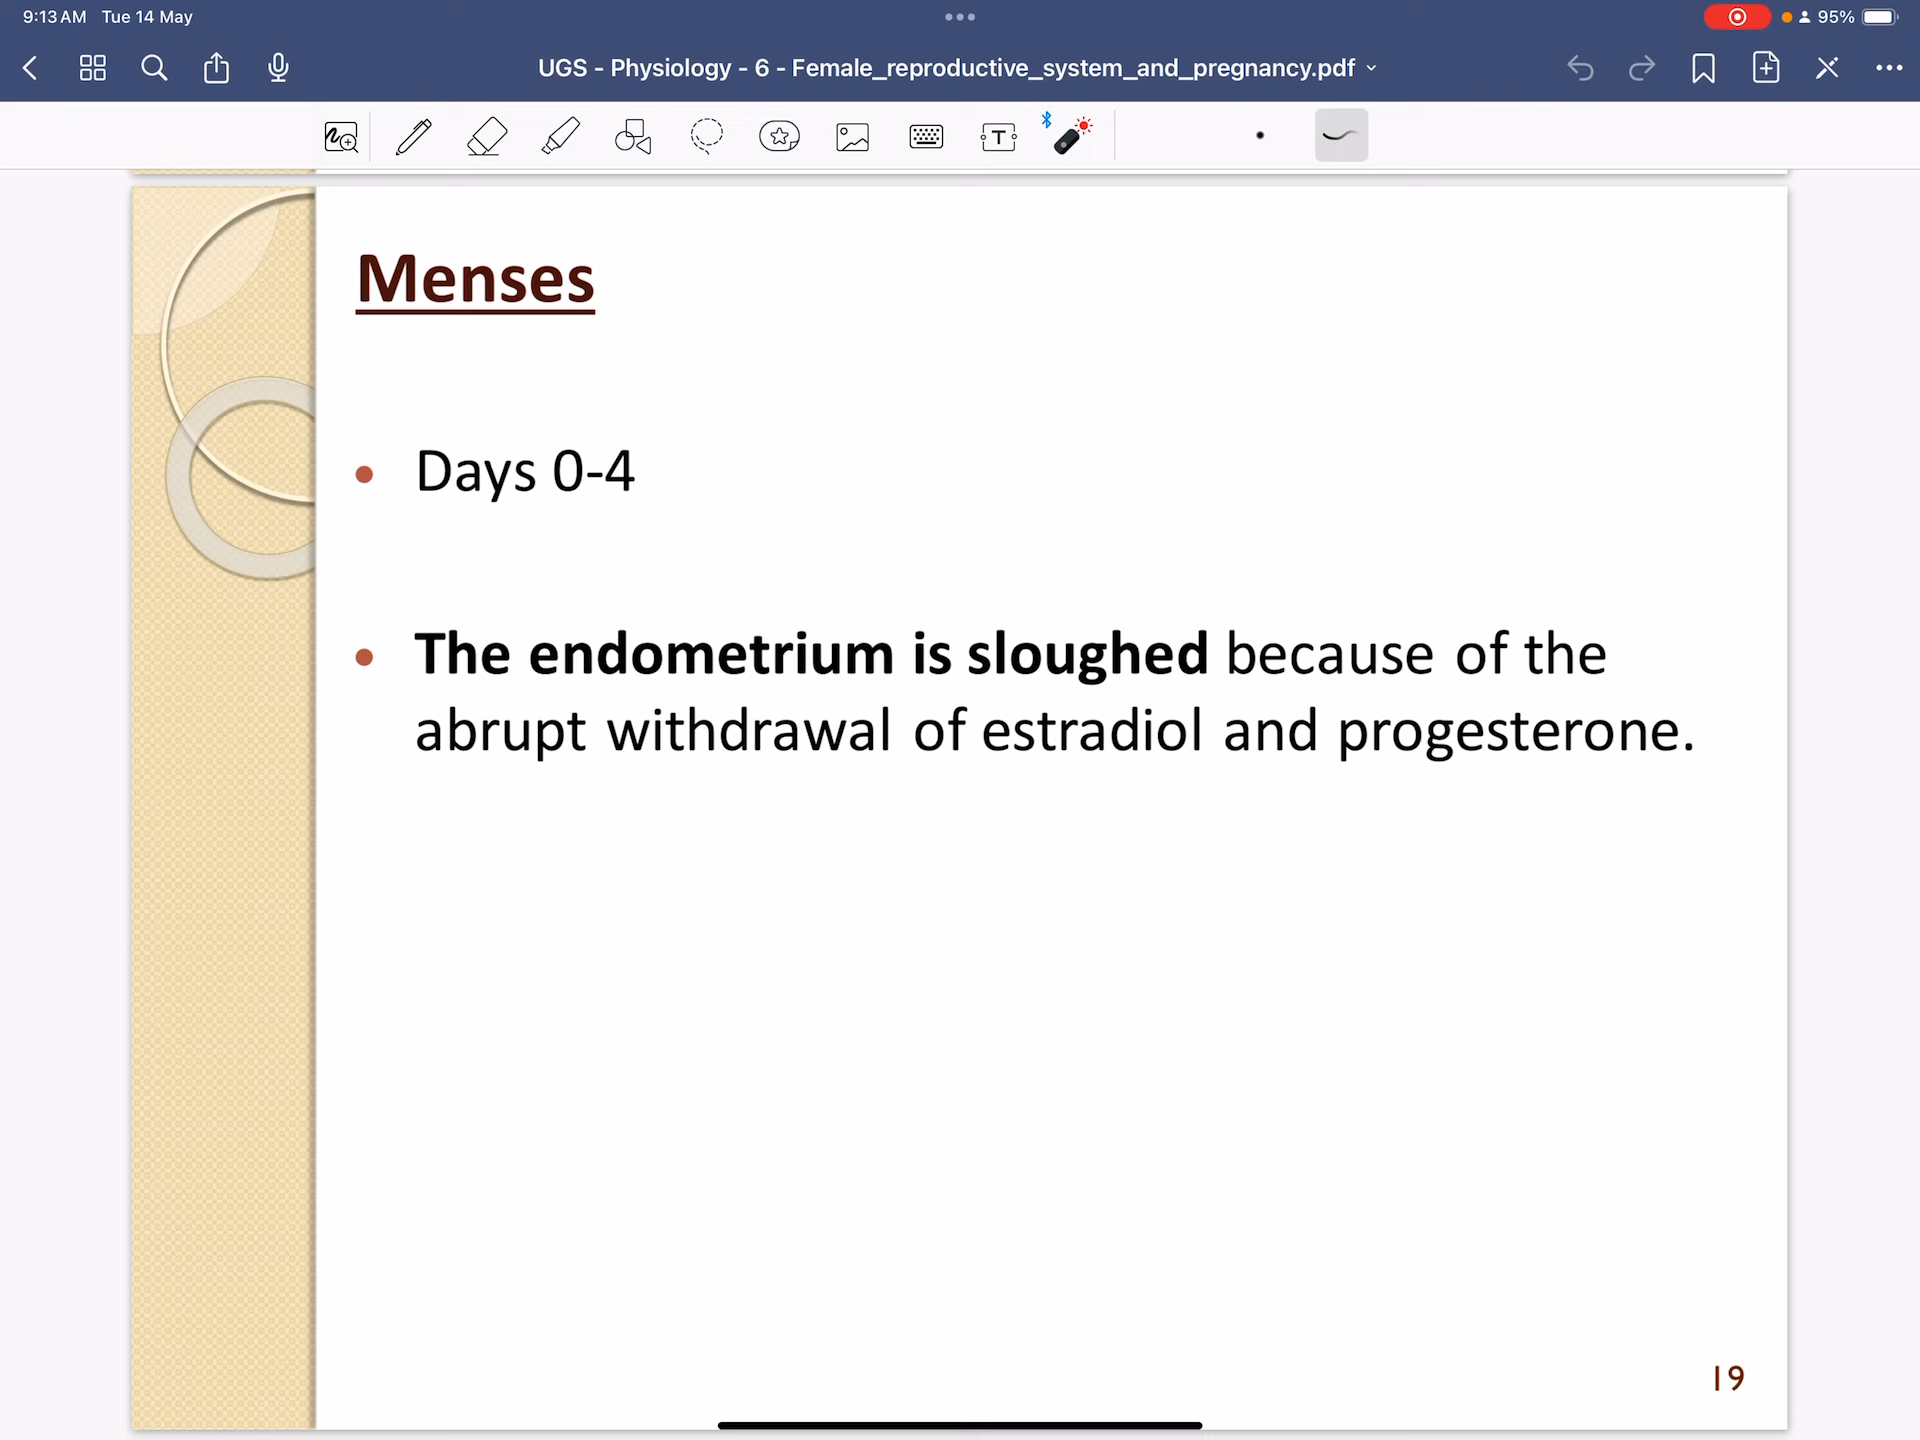 9:13 AM Tue 14 May
95%
UGS - Physiology - 6 - Female_reproductive_system_and_pregnancy.pdf
T
Menses
• Days 0-4
• The endometrium is sloughed because of the
abrupt withdrawal of estradiol and progesterone.
19